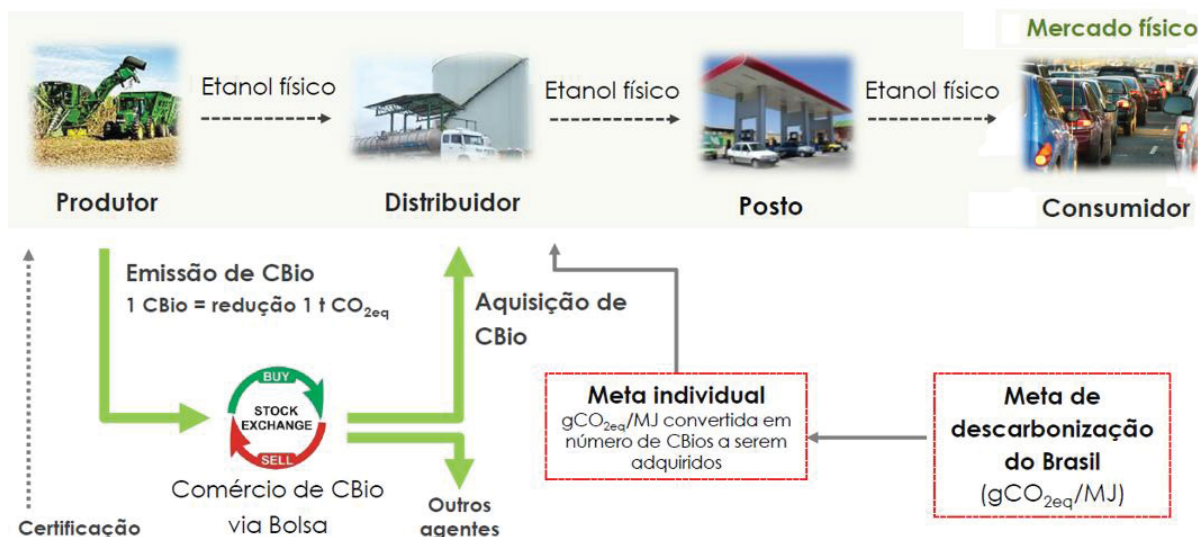 Mercado físico
Etanol físico
Etanol físico
Etanol físico
Produtor
Distribuidor
Posto
Consumidor
Emissão de CBio
1 CBio = redução 1 t CO₂eq
Aquisição de
CBio
BUY
STOCK
EXCHANGE
SELL
Comércio de CBio
via Bolsa
Outros
agentes
Certificação
Meta individual
gCO₂eq/MJ convertida em
número de CBios a serem
adquiridos
Meta de
descarbonização
do Brasil
(gCO₂eq/MJ)